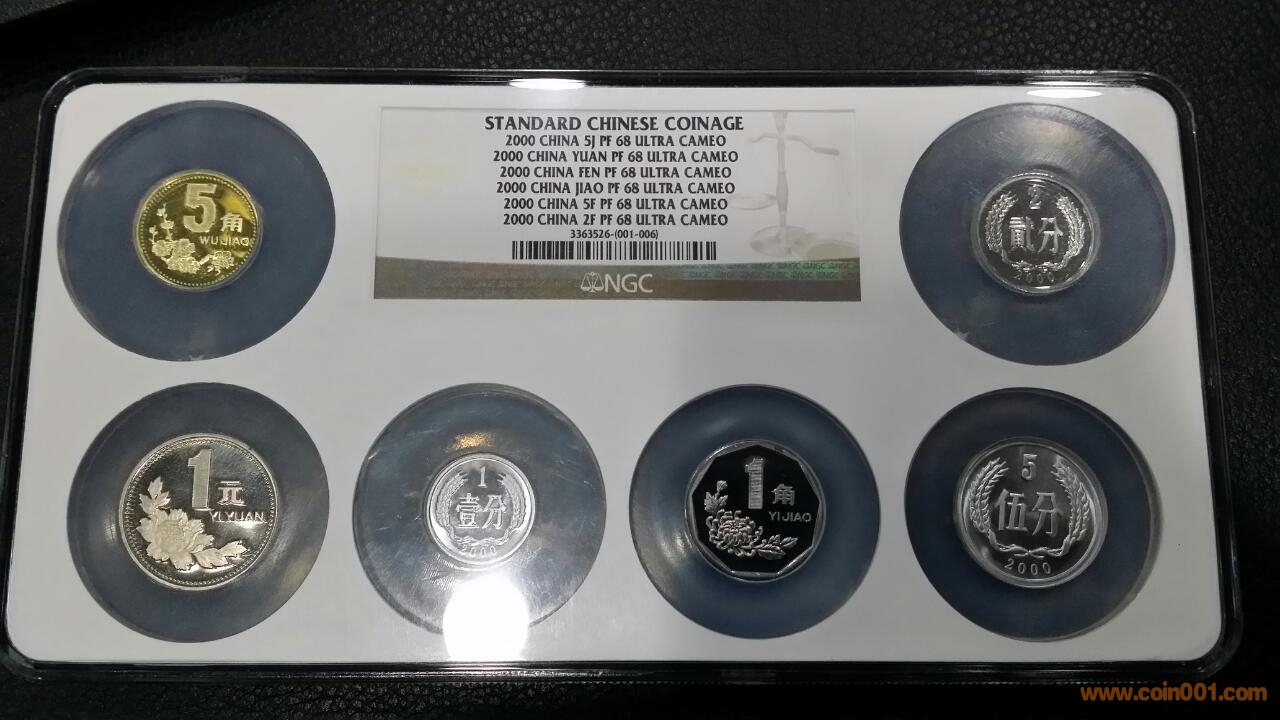 STANDARD CHINESE COINAGE
2000 CHINA 5J PF 68 ULTRA CAMEO
2000 CHINA YUAN PF 68 ULTRA CAMEO
2000 CHINA FEN PF 68 ULTRA CAMEO
2000 CHINA JIAO PF 68 ULTRA CAMEO
2000 CHINA 5F PF 68 ULTRA CAMEO
2000 CHINA 2F PF 68 ULTRA CAMEO
3363526-(001-006)
NGC
5角
WU JIAO
2
贰分
2000
1元
YI YUAN
1
壹分
2000
1角
YI JIAO
5
伍分
2000
www.coin001.com